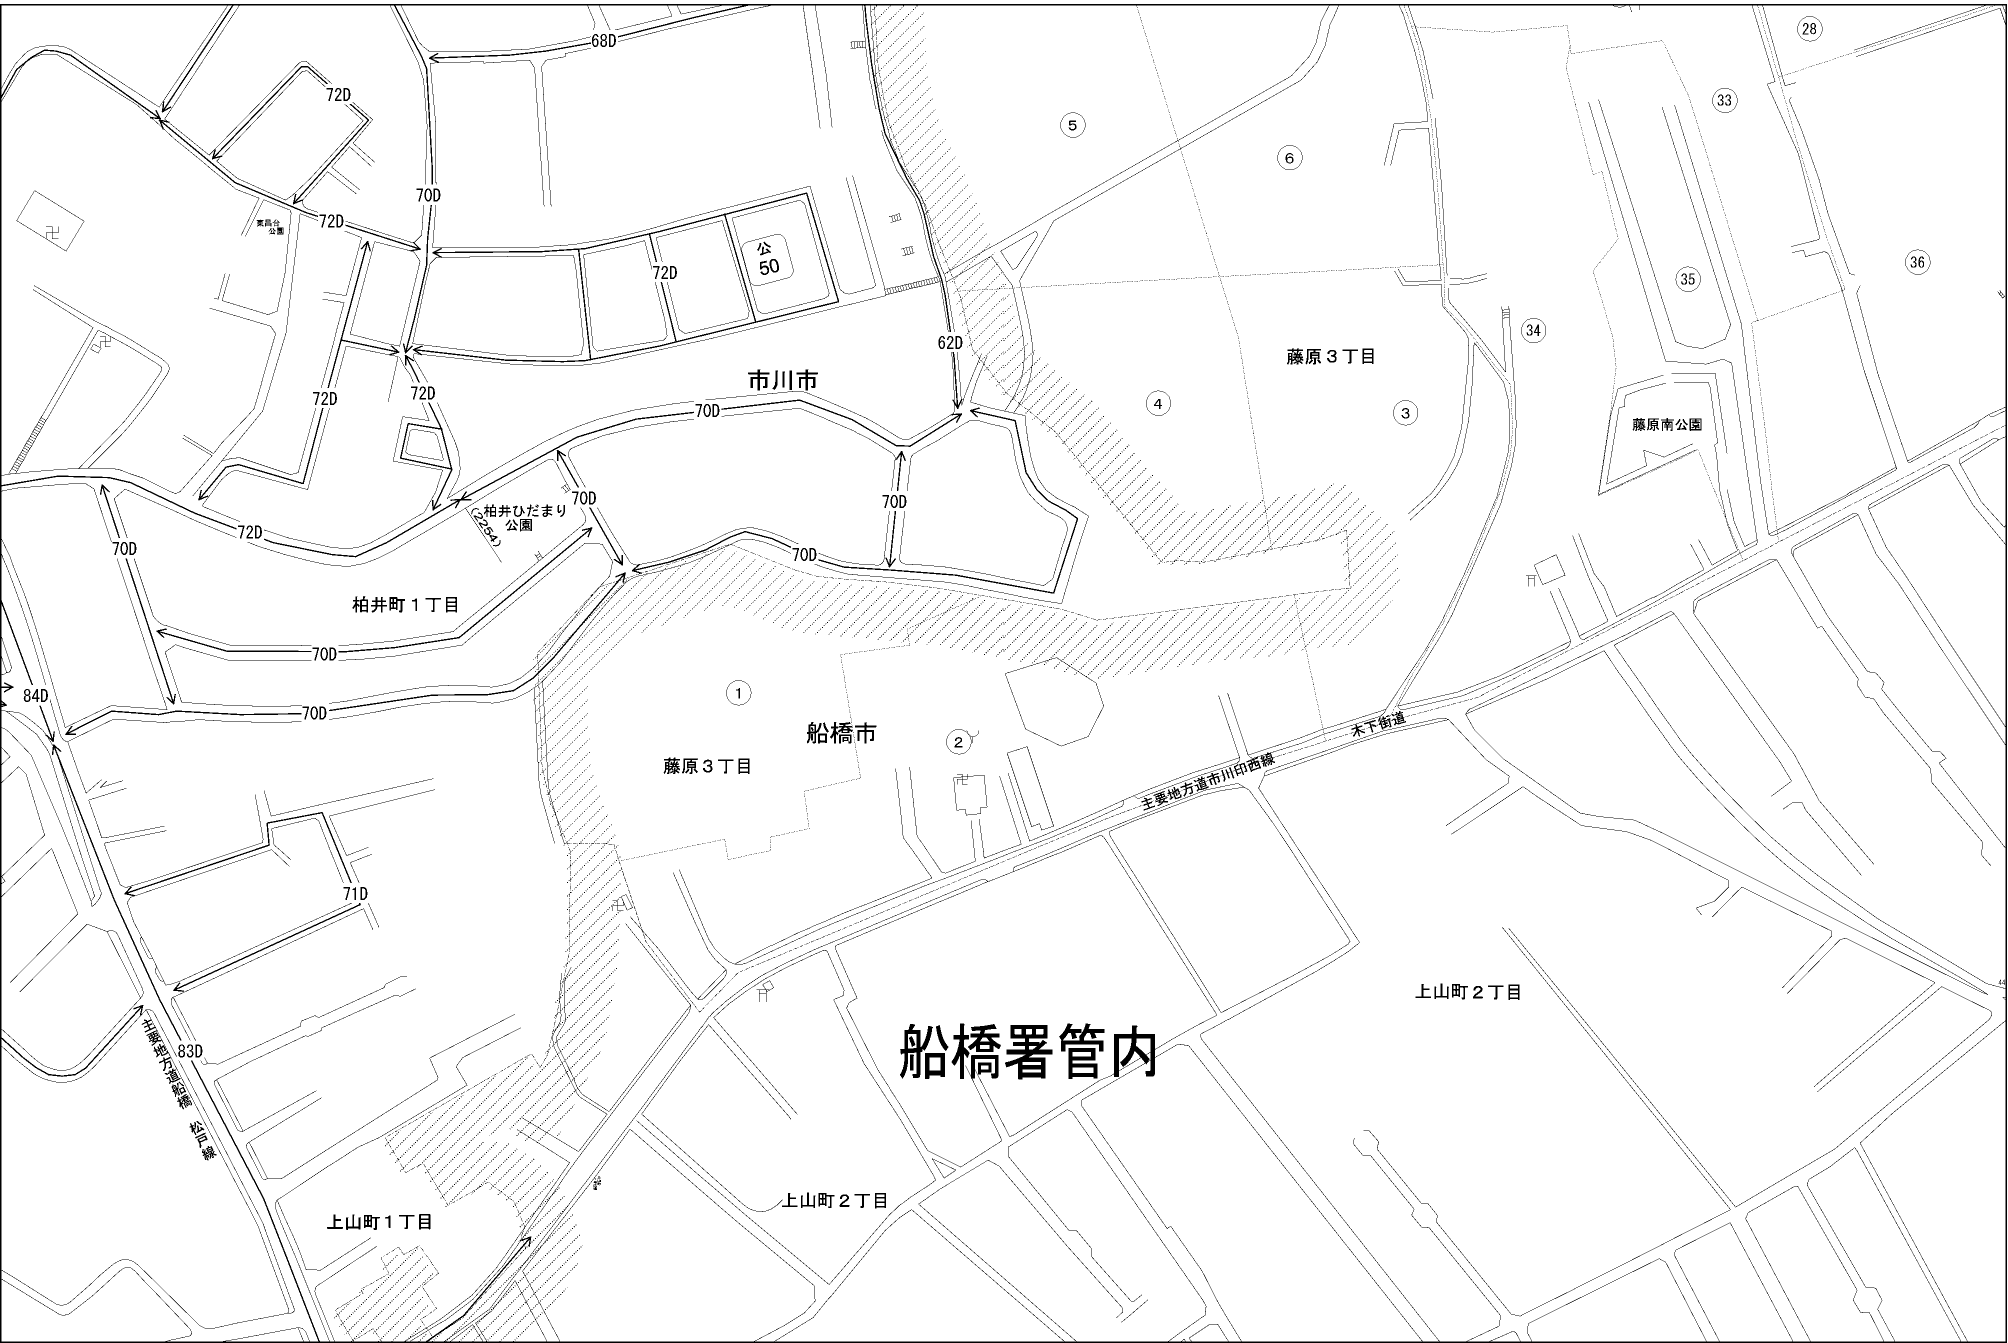 68D
28
72D
33
5
6
70D
72D
東昌台
公園
公
50
72D
36
35
34
62D
藤原３丁目
市川市
72D
72D
70D
4
3
藤原南公園
70D
70D
柏井ひだまり
公園
(2254)
72D
70D
70D
柏井町１丁目
70D
84D
1
70D
船橋市
2
木下街道
藤原３丁目
主要地方道市川印西線
71D
上山町２丁目
船橋署管内
83D
主要地方道船橋 松戸線
上山町２丁目
上山町１丁目